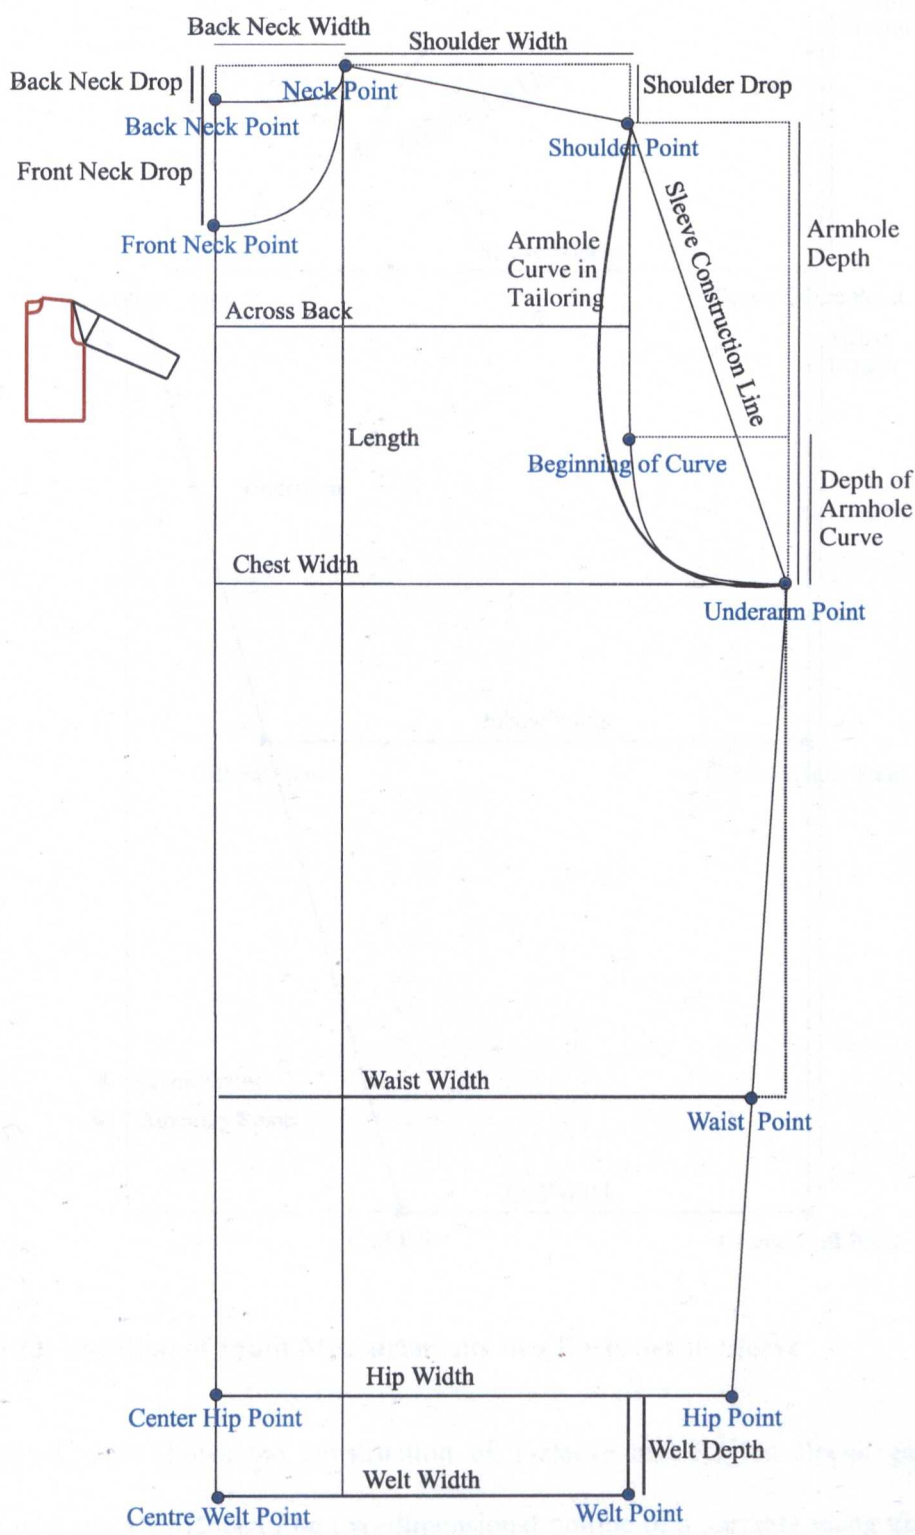 Back Neck Width
Shoulder Width
Back Neck Drop
Neck Point
Shoulder Drop
Back Neck Point
Shoulder Point
Front Neck Drop
Front Neck Point
Sleeve Construction Line
Armhole
Curve in
Tailoring
Armhole
Depth
Across Back
Length
Beginning of Curve
Depth of
Armhole
Curve
Chest Width
Underarm Point
Waist Width
Waist Point
Hip Width
Center Hip Point
Hip Point
Welt Depth
Welt Width
Centre Welt Point
Welt Point